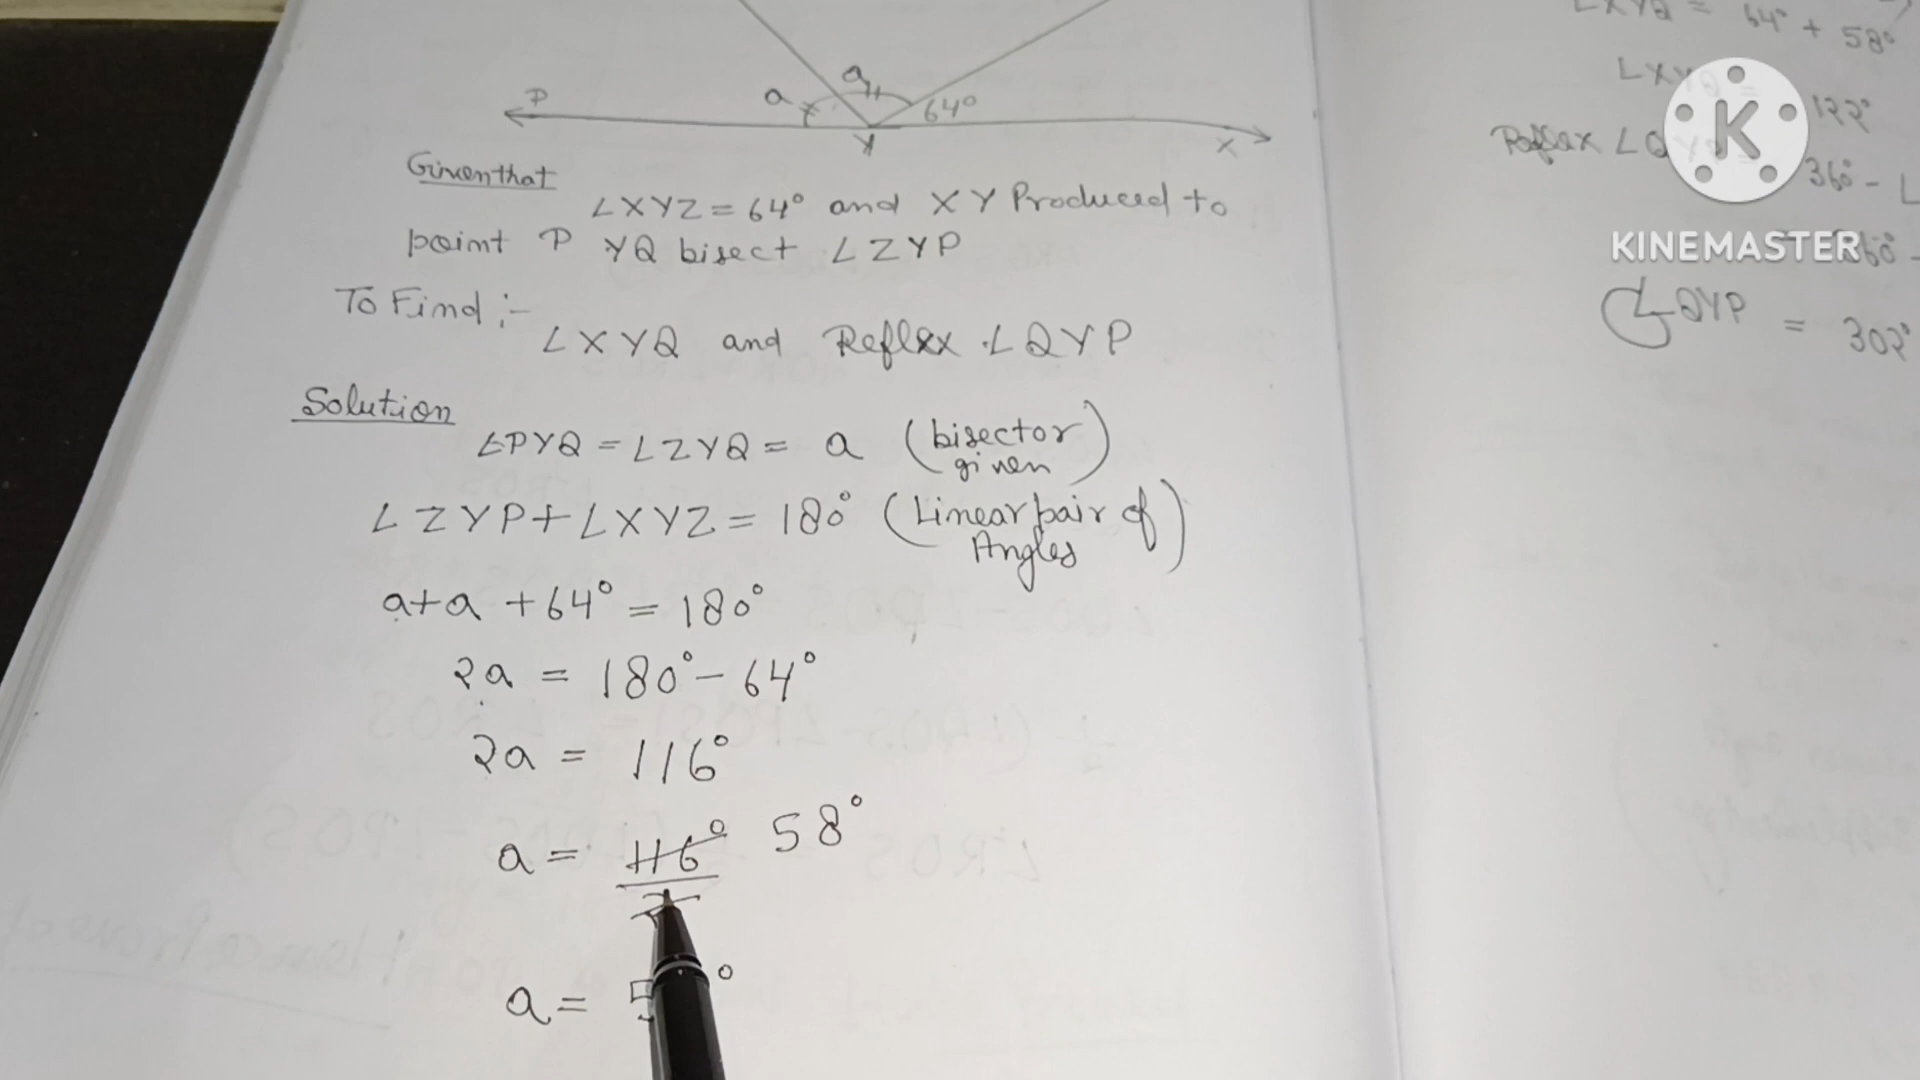 a
a
64°
P
Y
X
Given that
∠XYZ = 64° and XY Produced to
point P YQ bisect ∠ZYP
To Find :-
∠XYQ and Reflex ∠QYP
Solution
∠PYQ = ∠ZYQ = a (bisector given)
∠ZYP + ∠XYZ = 180° (Linear pair of Angles)
a+a + 64° = 180°
2a = 180° - 64°
2a = 116°
a = 116°/2 58°
a = 5 °
∠XYQ = 64° + 58°
122°
Reflex ∠Q
360° - ∠
∠QYP = 302°
K
KINEMASTER